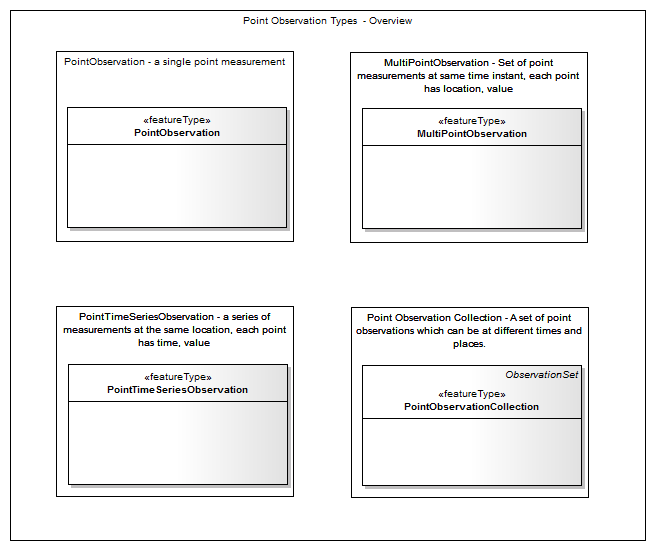 Point Observation Types  - Overview
PointObservation - a single point measurement
«featureType»
PointObservation
MultiPointObservation - Set of point
measurements at same time instant, each point
has location, value
«featureType»
MultiPointObservation
PointTimeSeriesObservation - a series of
measurements at the same location, each point
has time, value
«featureType»
PointTimeSeriesObservation
Point Observation Collection - A set of point
observations which can be at different times and
places.
ObservationSet
«featureType»
PointObservationCollection